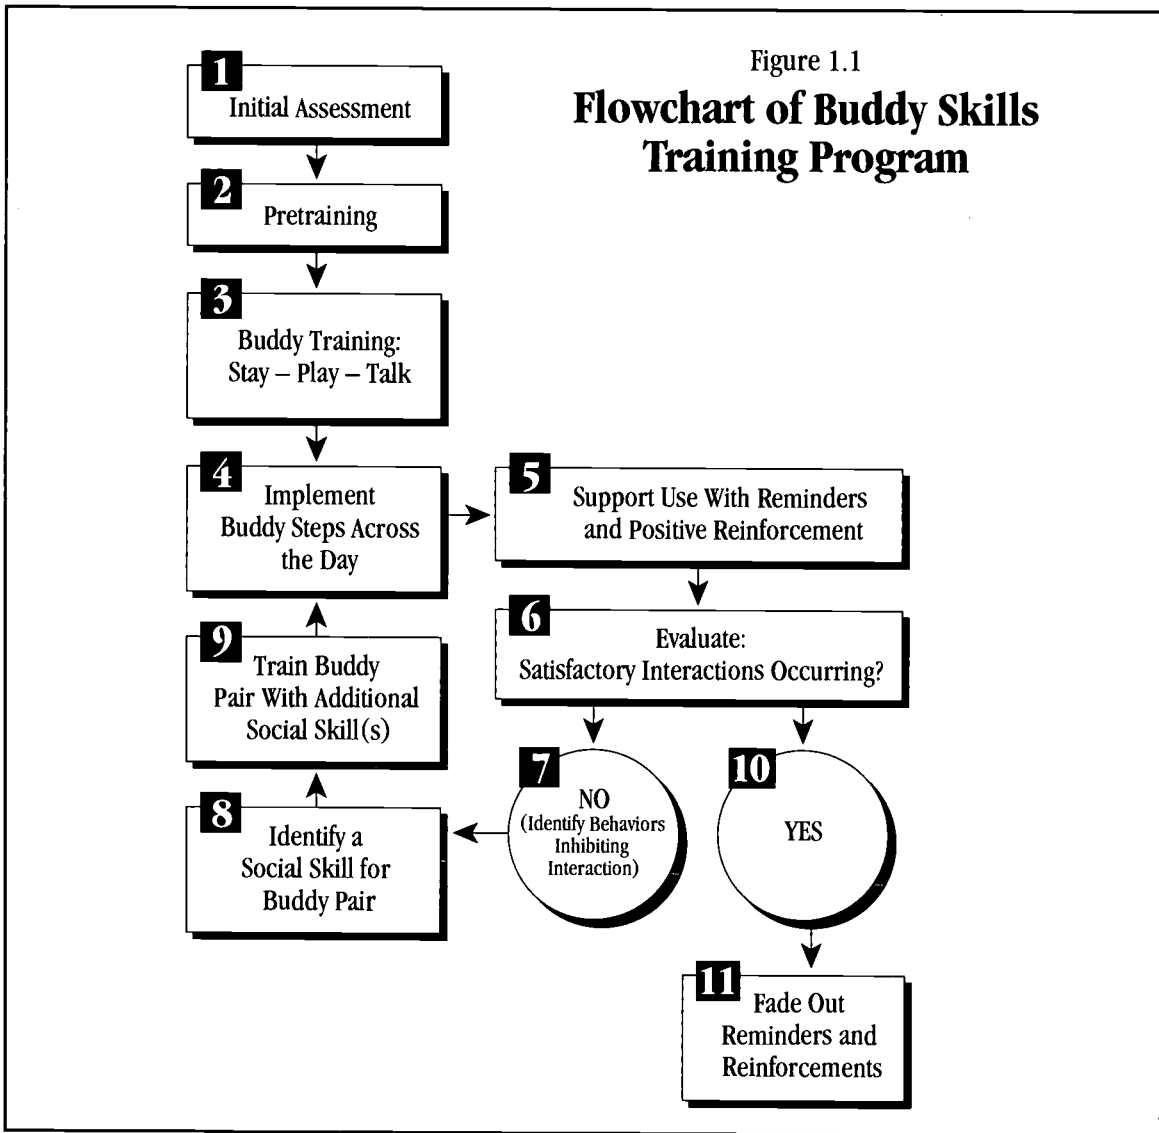 Figure 1.1
Flowchart of Buddy Skills
Training Program
1
Initial Assessment
2
Pretraining
3
Buddy Training:
Stay – Play – Talk
4
Implement
Buddy Steps Across
the Day
5
Support Use With Reminders
and Positive Reinforcement
6
Evaluate:
Satisfactory Interactions Occurring?
7
NO
(Identify Behaviors
Inhibiting
Interaction)
8
Identify a
Social Skill for
Buddy Pair
9
Train Buddy
Pair With Additional
Social Skill(s)
10
YES
11
Fade Out
Reminders and
Reinforcements